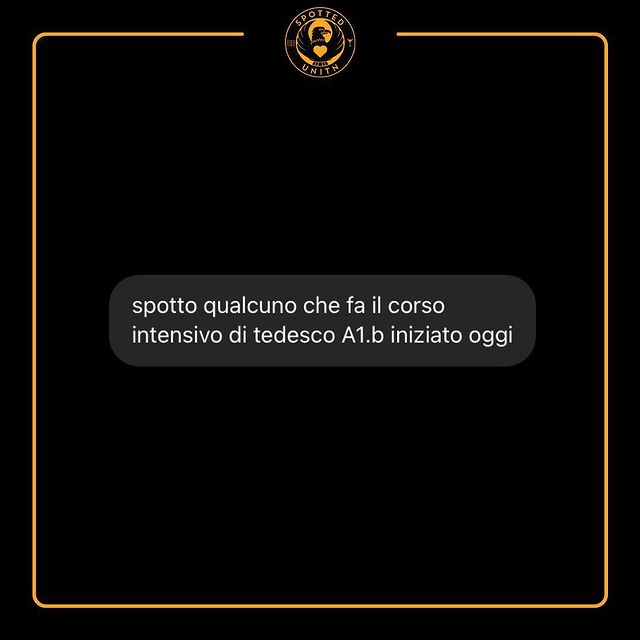 SPOTTED
UNITN
spotto qualcuno che fa il corso
intensivo di tedesco A1.b iniziato oggi